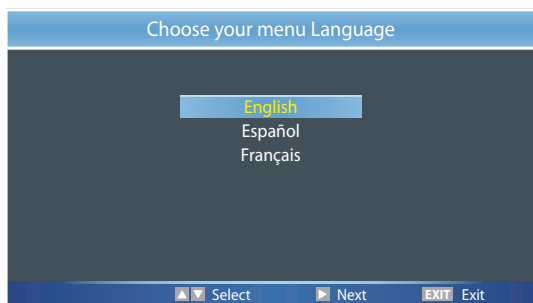 Choose your menu Language
English
Español
Français
Select Next EXIT Exit